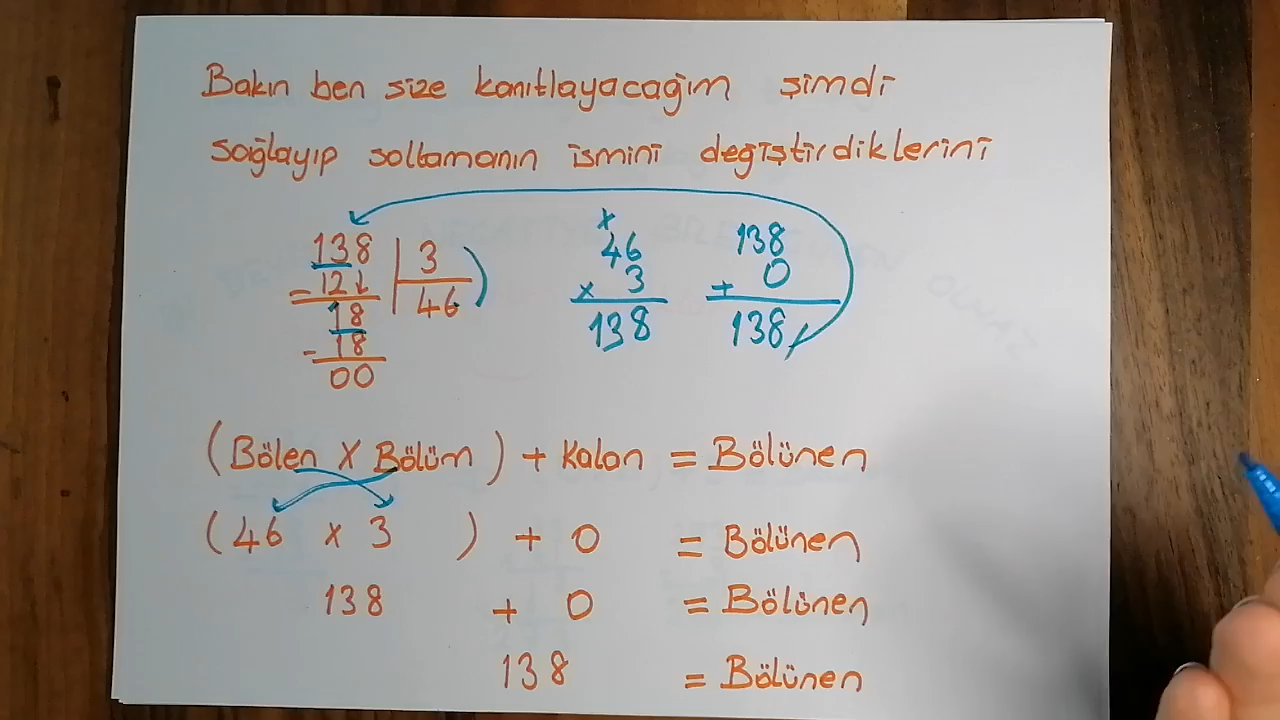 Bakın ben size kanıtlayacağım şimdi
sağlayıp sollamanın ismini değiştirdiklerini
138 | 3
- 12↓ 46
18
- 18
00
x
46
x 3
138
138
+ 0
138
(Bölen X Bölüm) + Kalan = Bölünen
(46 x 3) + 0 = Bölünen
138 + 0 = Bölünen
138 = Bölünen